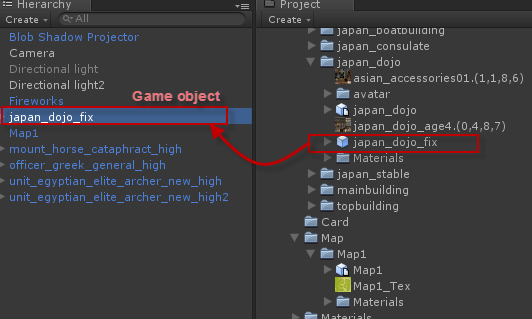 Hierarchy
Create All
Blob Shadow Projector
Camera
Directional light
Directional light2
Fireworks
Game object
japan_dojo_fix
Map1
mount_horse_cataphract_high
officer_greek_general_high
unit_egyptian_elite_archer_new_high
unit_egyptian_elite_archer_new_high2
Project
Create
japan_boatbuilding
japan_consulate
japan_dojo
asian_accessories01.(1,1,8,6)
avatar
japan_dojo
japan_dojo_age4.(0,4,8,7)
japan_dojo_fix
Materials
japan_stable
mainbuilding
topbuilding
Card
Map
Map1
Map1
Map1_Tex
Materials
Materials